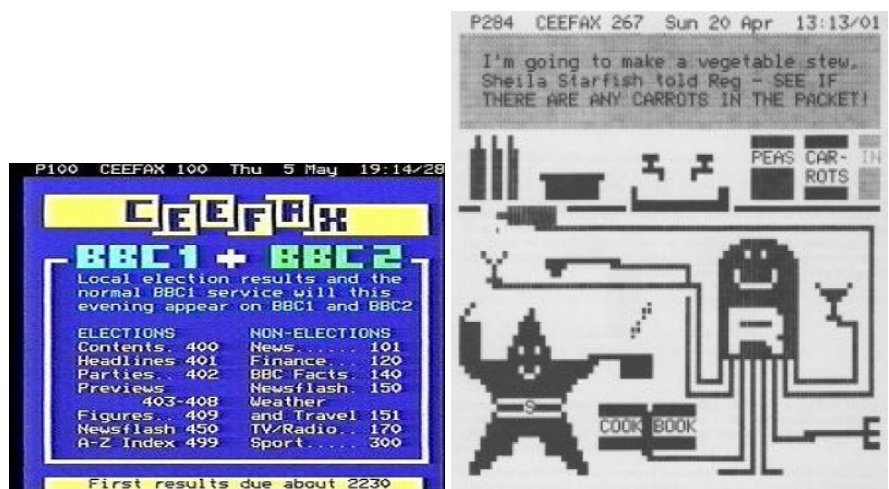 P100 CEEFAX 100 Thu 5 May 19:14/28
CEEFAX
BBC1 + BBC2
Local election results and the
normal BBC1 service will this
evening appear on BBC1 and BBC2
ELECTIONS NON-ELECTIONS
Contents. 400 News...... 101
Headlines 401 Finance... 120
Parties.. 402 BBC Facts. 140
Previews Newsflash. 150
403-408 Weather
Figures.. 409 and Travel 151
Newsflash 450 TV/Radio.. 170
A-Z Index 499 Sport..... 300
First results due about 2230
P284 CEEFAX 267 Sun 20 Apr 13:13/01
I'm going to make a vegetable stew,
Sheila Starfish told Reg - SEE IF
THERE ARE ANY CARROTS IN THE PACKET!
PEAS CAR- IN
ROTS
S
COOK BOOK